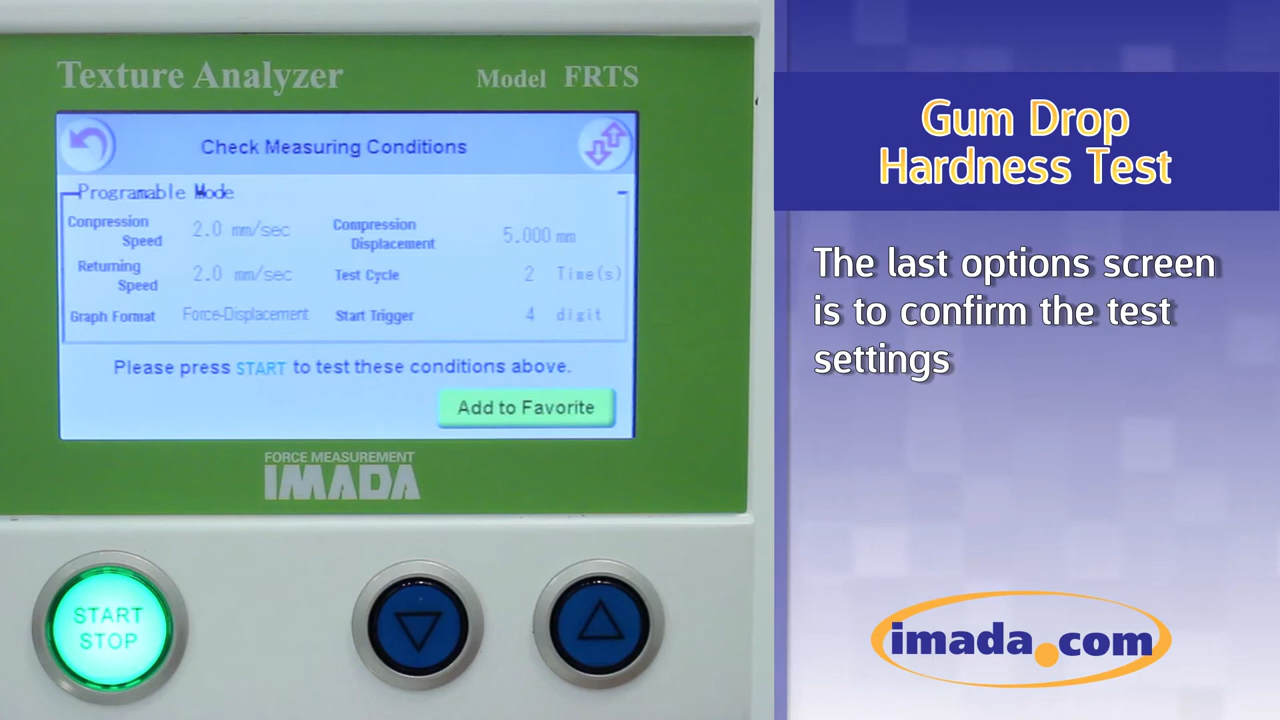 Texture Analyzer Model FRTS
Check Measuring Conditions
Programable Mode
Conpression Speed 2.0 mm/sec
Compression Displacement 5.000 mm
Returning Speed 2.0 mm/sec
Test Cycle 2 Time(s)
Graph Format Force-Displacement
Start Trigger 4 digit
Please press START to test these conditions above.
Add to Favorite
FORCE MEASUREMENT
IMADA
START
STOP
Gum Drop
Hardness Test
The last options screen
is to confirm the test
settings
imada.com